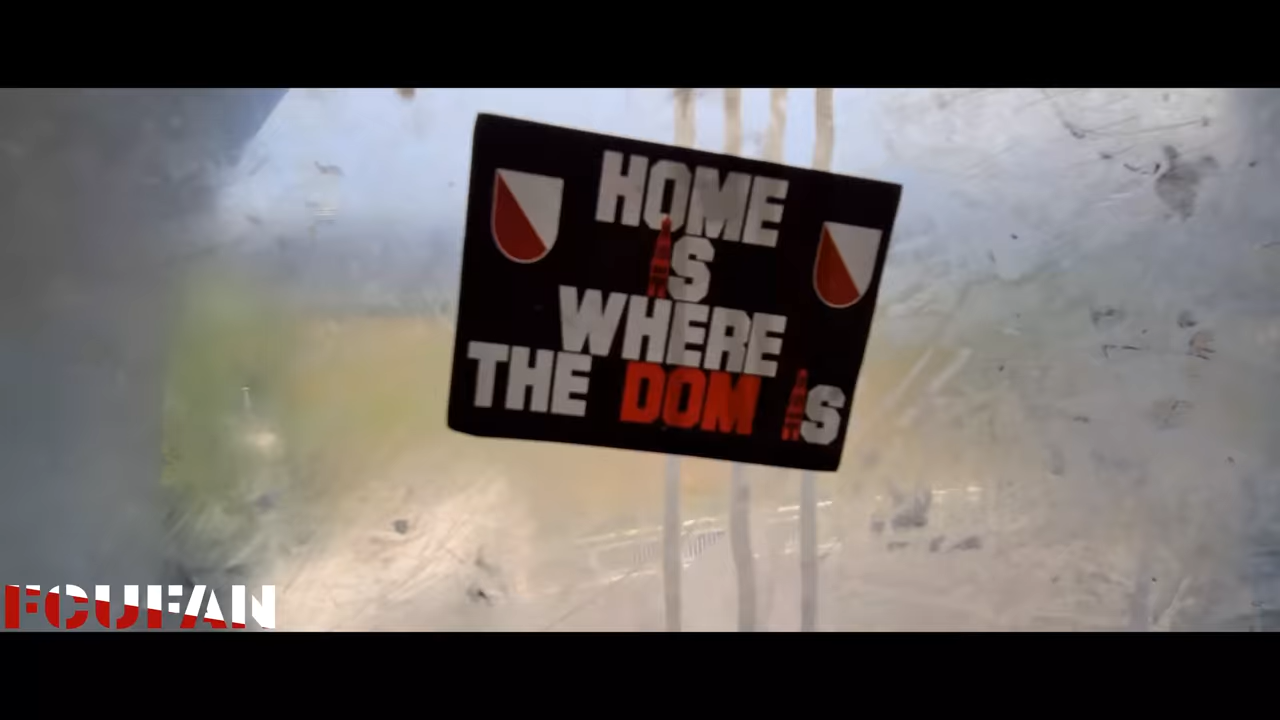 HOME
IS
WHERE
THE DOM IS
FCUFAN